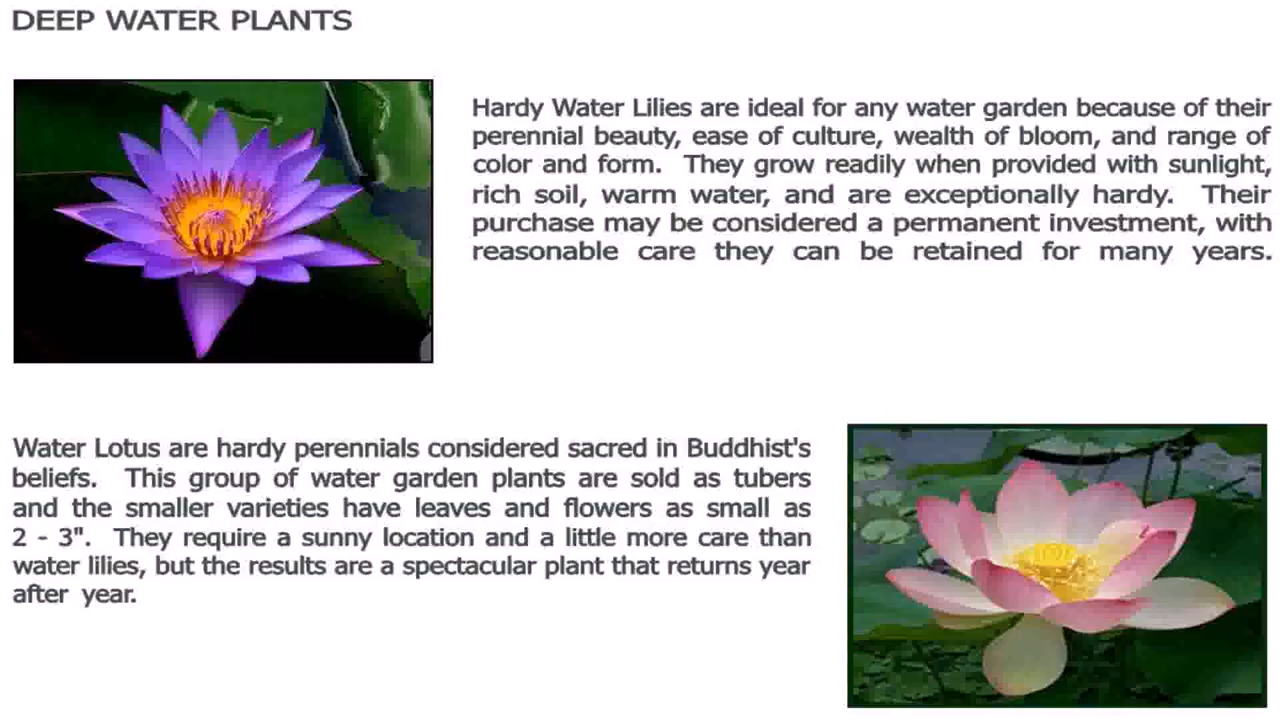 DEEP WATER PLANTS
Hardy Water Lilies are ideal for any water garden because of their
perennial beauty, ease of culture, wealth of bloom, and range of
color and form. They grow readily when provided with sunlight,
rich soil, warm water, and are exceptionally hardy. Their
purchase may be considered a permanent investment, with
reasonable care they can be retained for many years.
Water Lotus are hardy perennials considered sacred in Buddhist's
beliefs. This group of water garden plants are sold as tubers
and the smaller varieties have leaves and flowers as small as
2 - 3". They require a sunny location and a little more care than
water lilies, but the results are a spectacular plant that returns year
after year.